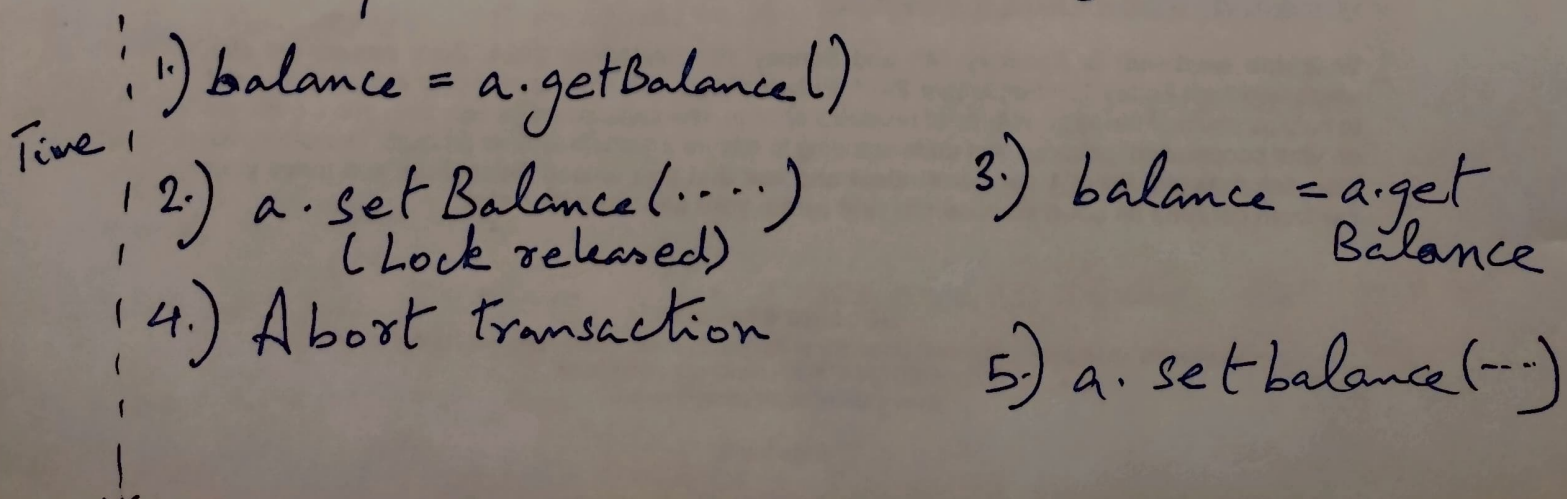 1.) balance = a.getBalance()
Time
2.) a.setBalance(....)
(Lock released)
3.) balance = a.get
Balance
4.) Abort transaction
5.) a.setbalance(----)